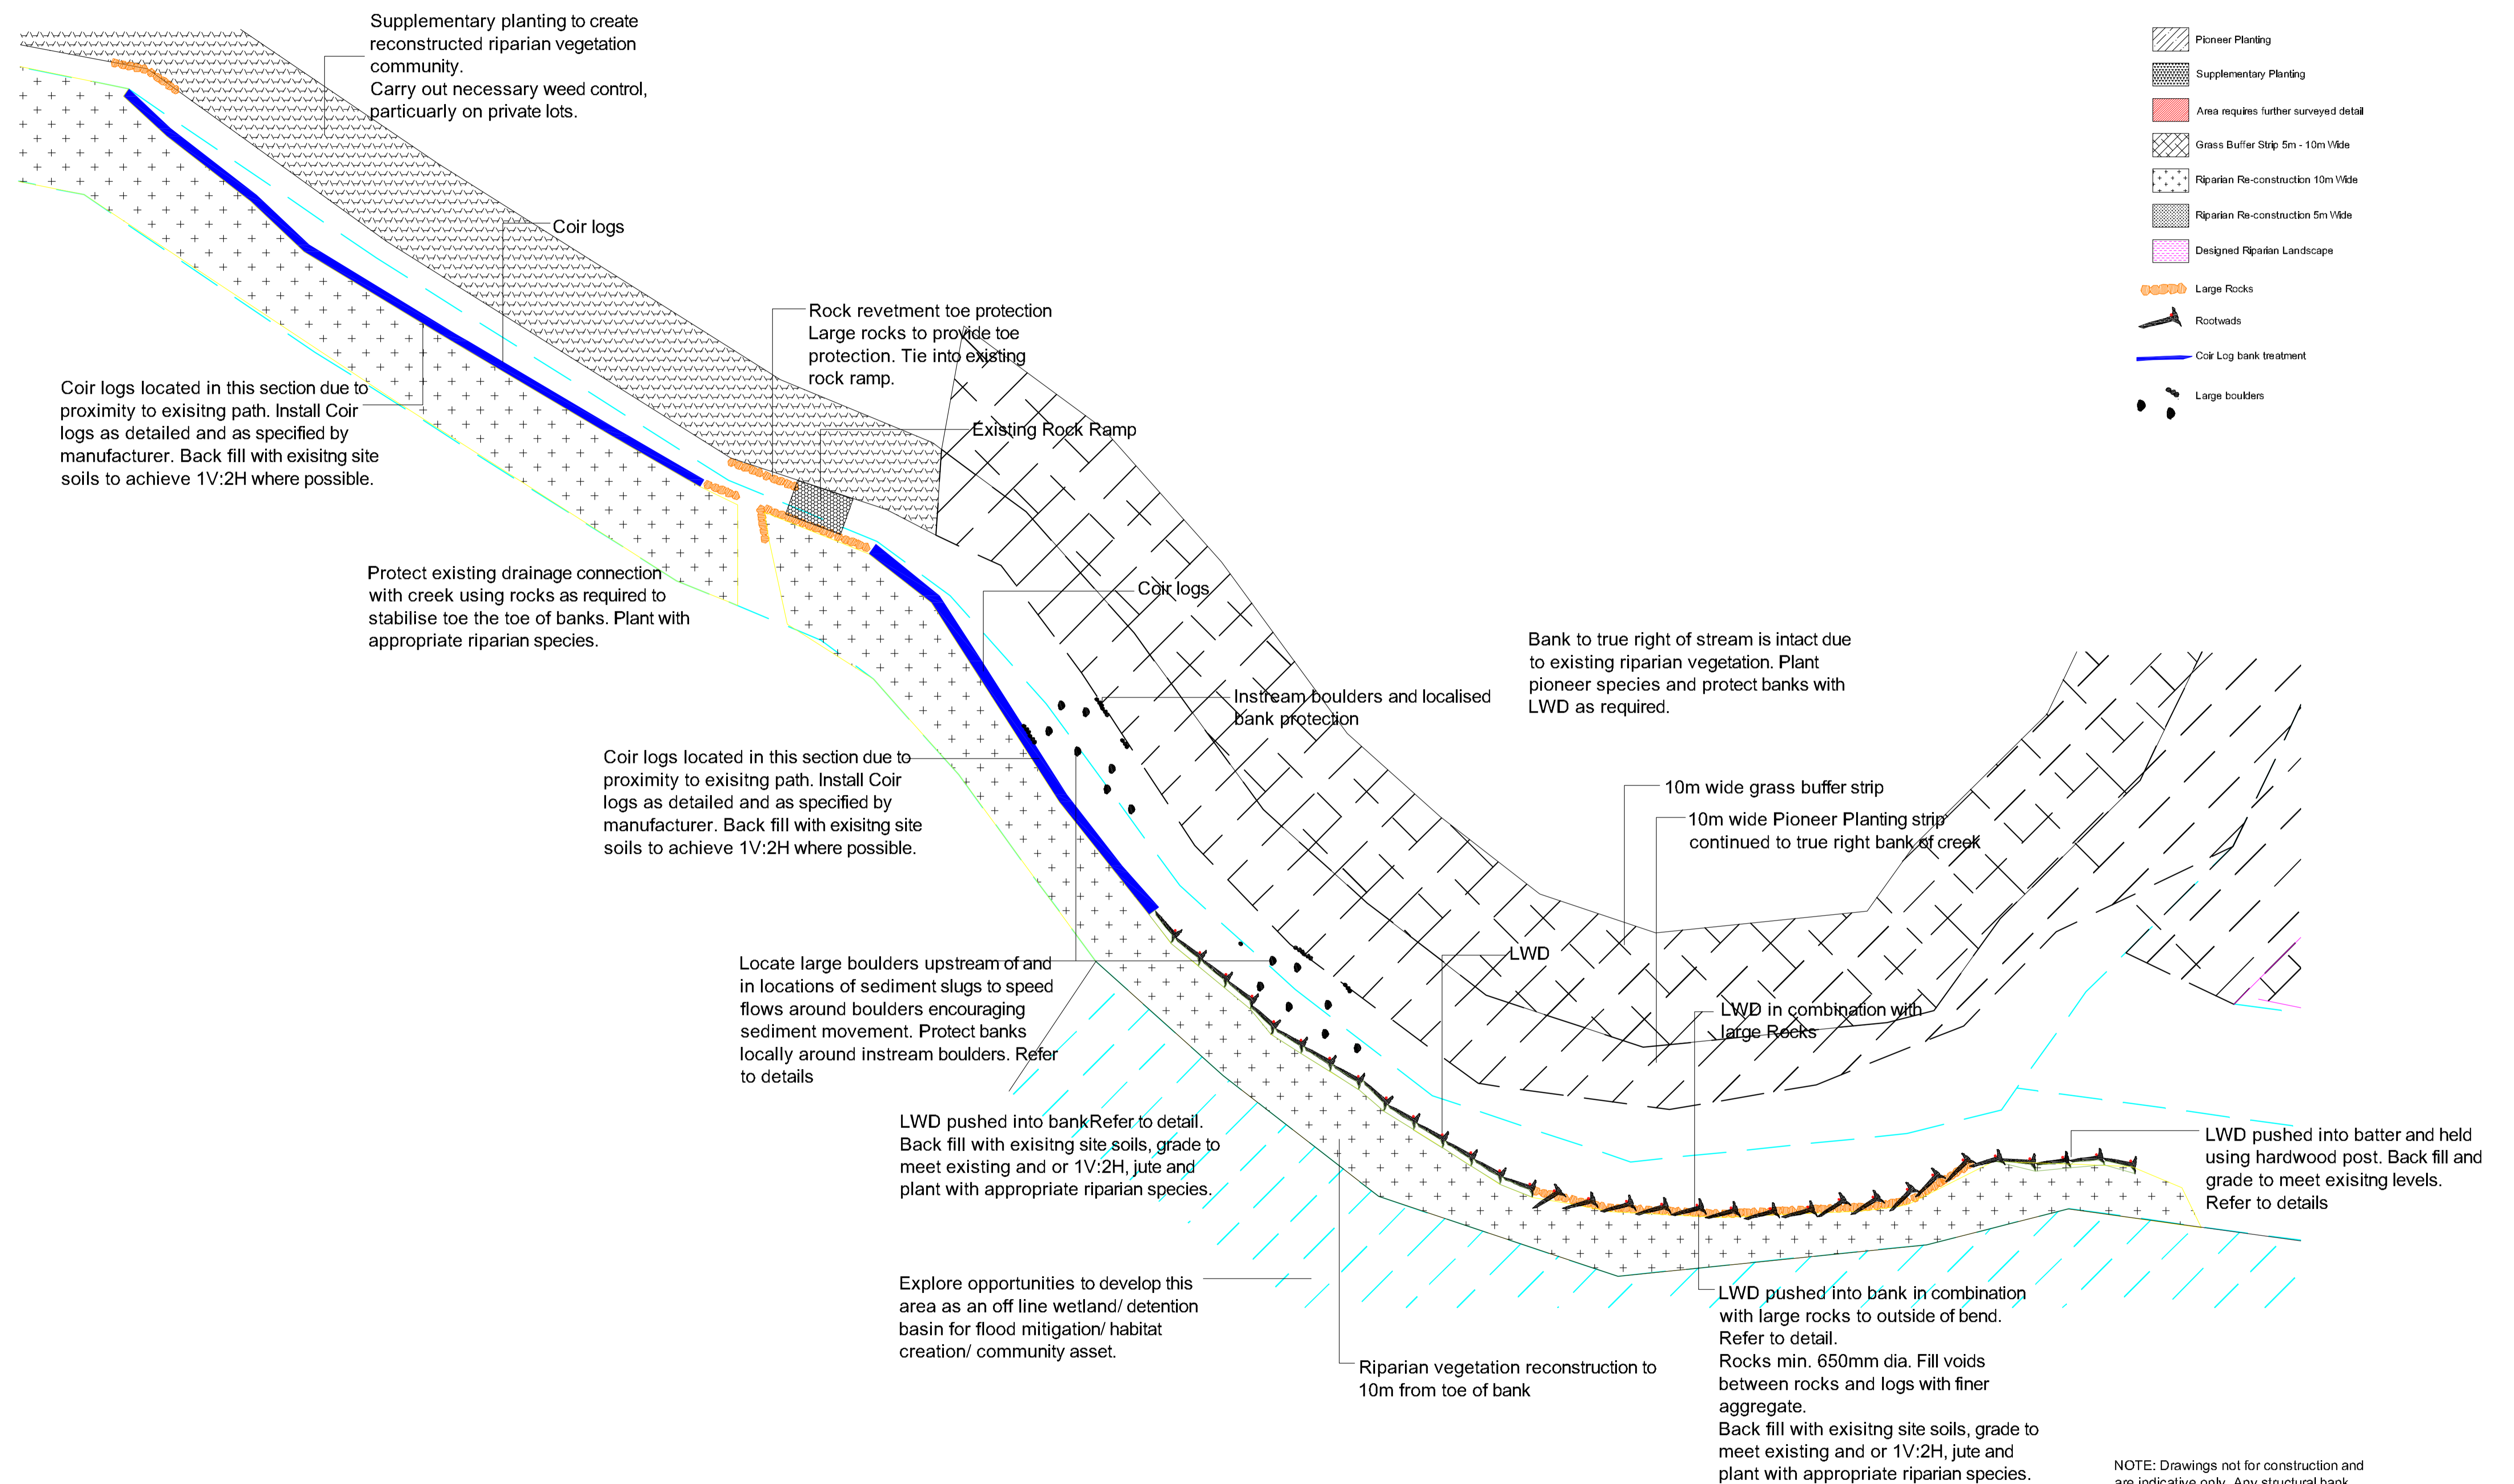 Supplementary planting to create
reconstructed riparian vegetation
community.
Carry out necessary weed control,
particuarly on private lots.
Pioneer Planting
Supplementary Planting
Area requires further surveyed detail
Grass Buffer Strip 5m - 10m Wide
Riparian Re-construction 10m Wide
Riparian Re-construction 5m Wide
Designed Riparian Landscape
Large Rocks
Rootwads
Coir Log bank treatment
Large boulders
Coir logs
Rock revetment toe protection
Large rocks to provide toe
protection. Tie into existing
rock ramp.
Coir logs located in this section due to
proximity to exisitng path. Install Coir
logs as detailed and as specified by
manufacturer. Back fill with exisitng site
soils to achieve 1V:2H where possible.
Existing Rock Ramp
Protect existing drainage connection
with creek using rocks as required to
stabilise toe the toe of banks. Plant with
appropriate riparian species.
Coir logs
Bank to true right of stream is intact due
to existing riparian vegetation. Plant
pioneer species and protect banks with
LWD as required.
Instream boulders and localised
bank protection
Coir logs located in this section due to
proximity to exisitng path. Install Coir
logs as detailed and as specified by
manufacturer. Back fill with exisitng site
soils to achieve 1V:2H where possible.
10m wide grass buffer strip
10m wide Pioneer Planting strip
continued to true right bank of creek
Locate large boulders upstream of and
in locations of sediment slugs to speed
flows around boulders encouraging
sediment movement. Protect banks
locally around instream boulders. Refer
to details
LWD
LWD in combination with
large Rocks
LWD pushed into bankRefer to detail.
Back fill with exisitng site soils, grade to
meet existing and or 1V:2H, jute and
plant with appropriate riparian species.
LWD pushed into batter and held
using hardwood post. Back fill and
grade to meet exisitng levels.
Refer to details
Explore opportunities to develop this
area as an off line wetland/ detention
basin for flood mitigation/ habitat
creation/ community asset.
Riparian vegetation reconstruction to
10m from toe of bank
LWD pushed into bank in combination
with large rocks to outside of bend.
Refer to detail.
Rocks min. 650mm dia. Fill voids
between rocks and logs with finer
aggregate.
Back fill with exisitng site soils, grade to
meet existing and or 1V:2H, jute and
plant with appropriate riparian species.
NOTE: Drawings not for construction and
are indicative only. Any structural bank